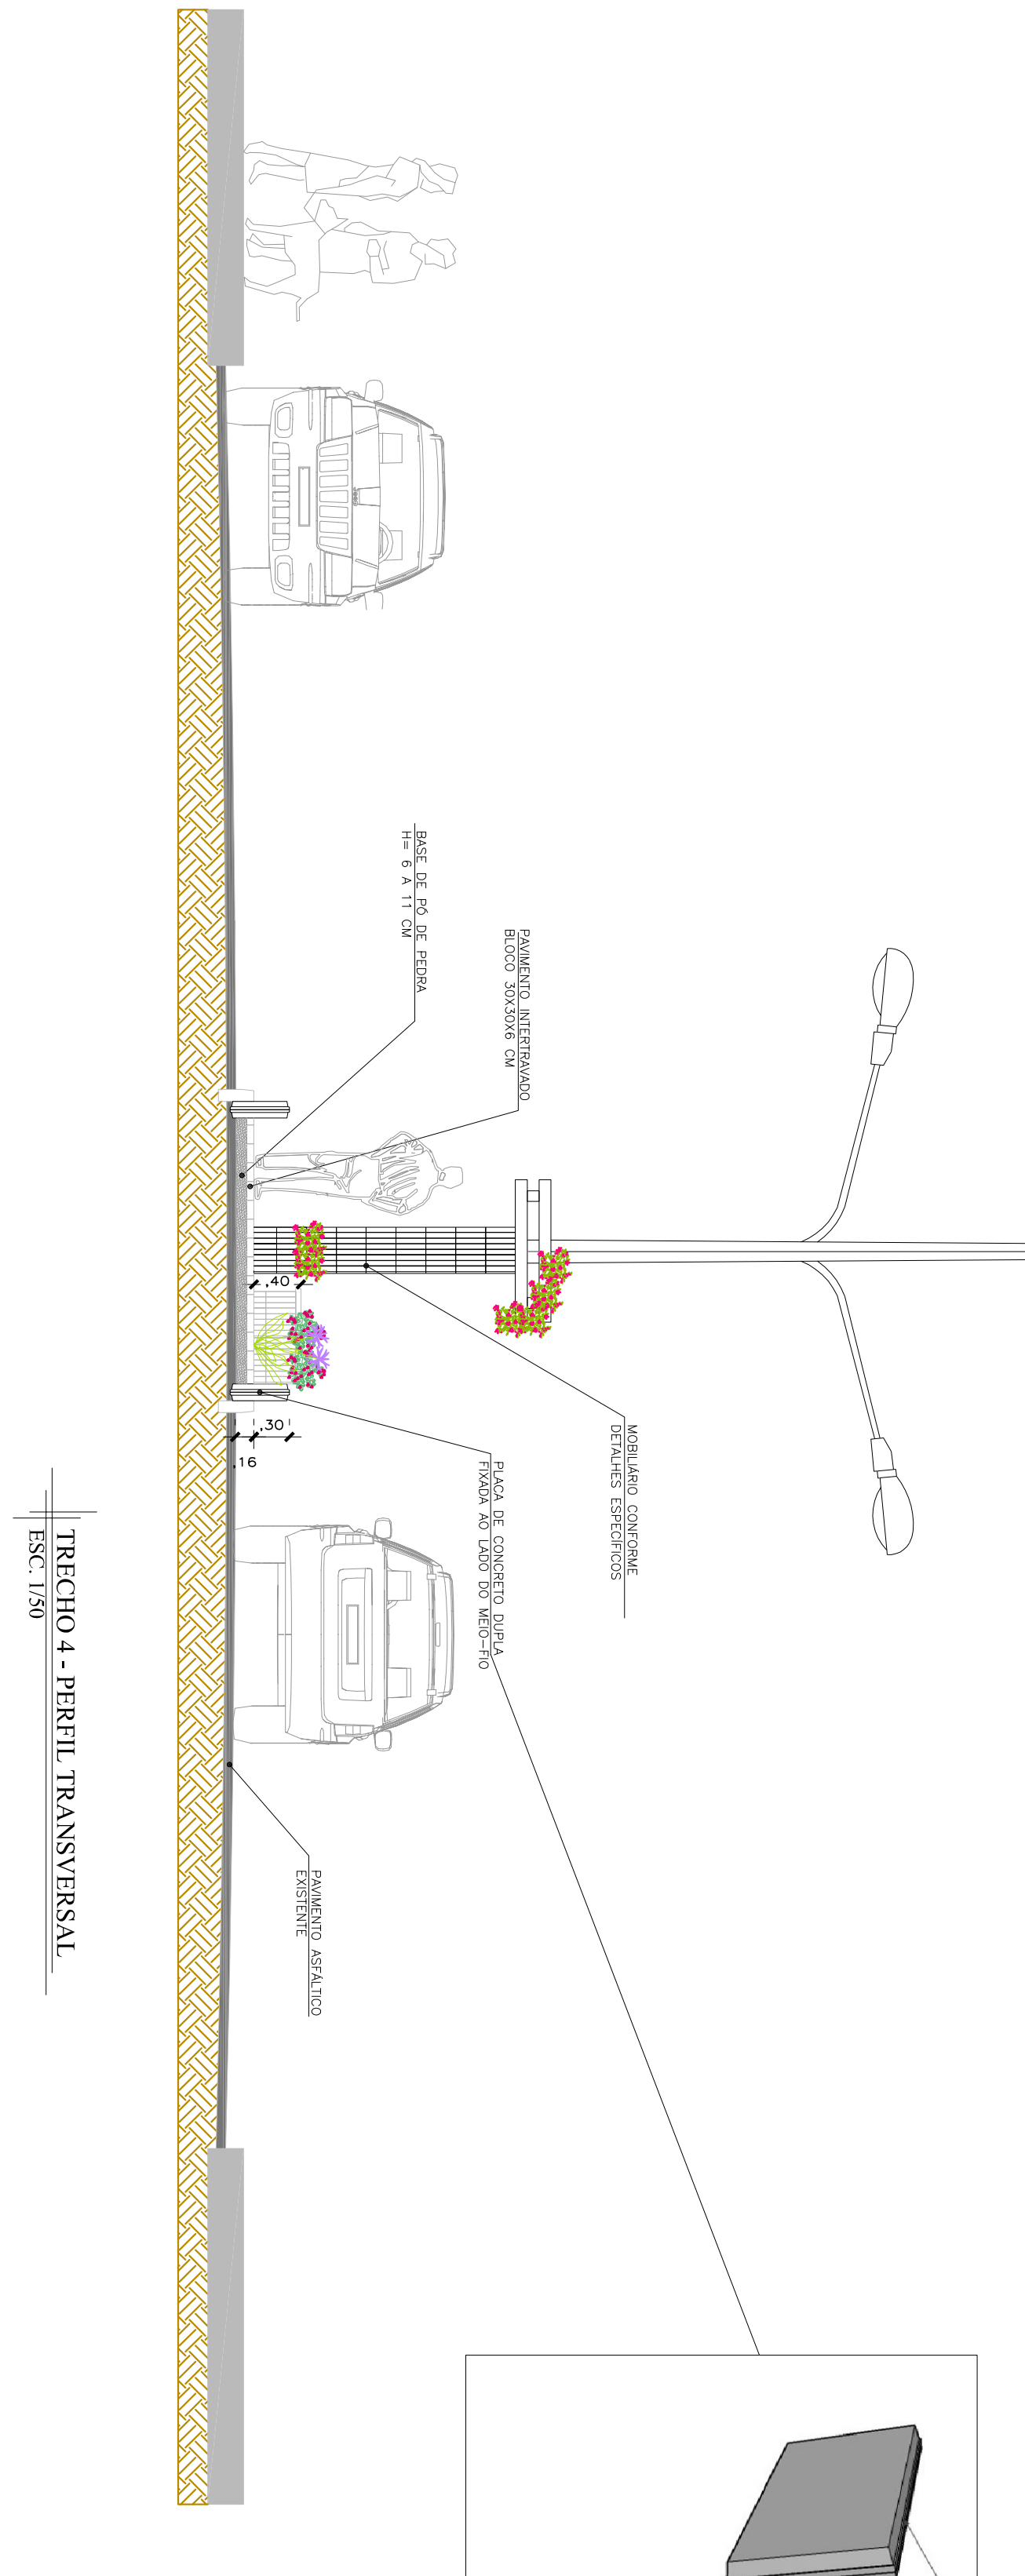 MOBILIÁRIO CONFORME
DETALHES ESPECÍFICOS
PAVIMENTO INTERTRAVADO
BLOCO 30X30X6 CM
PLACA DE CONCRETO DUPLA
FIXADA AO LADO DO MEIO-FIO
BASE DE PÓ DE PEDRA
H= 6 A 11 CM
PAVIMENTO ASFÁLTICO
EXISTENTE
,40
,30
,16
TRECHO 4 - PERFIL TRANSVERSAL
ESC. 1/50